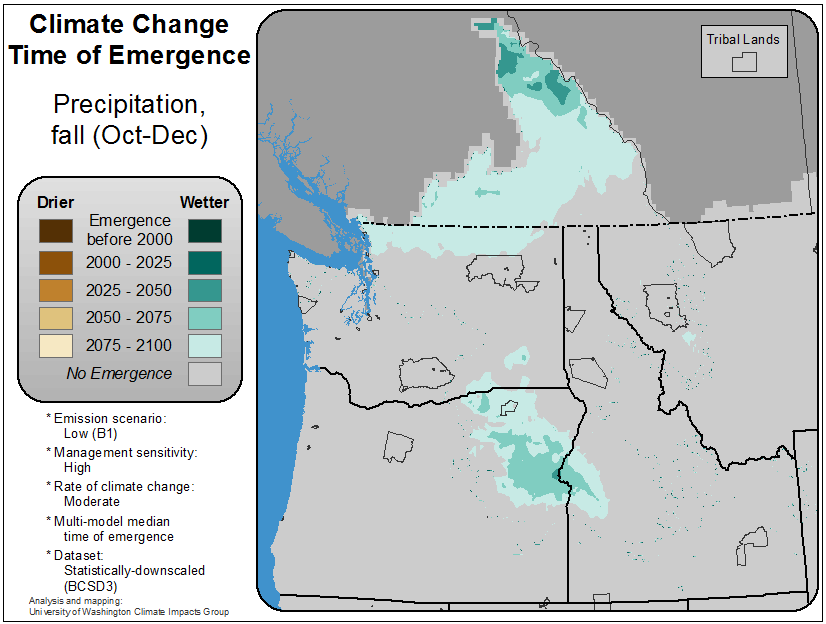 Climate Change
Time of Emergence
Precipitation,
fall (Oct-Dec)
Drier
Wetter
Emergence
before 2000
2000 - 2025
2025 - 2050
2050 - 2075
2075 - 2100
No Emergence
* Emission scenario:
Low (B1)
* Management sensitivity:
High
* Rate of climate change:
Moderate
* Multi-model median
time of emergence
* Dataset:
Statistically-downscaled
(BCSD3)
Analysis and mapping:
University of Washington Climate Impacts Group
Tribal Lands